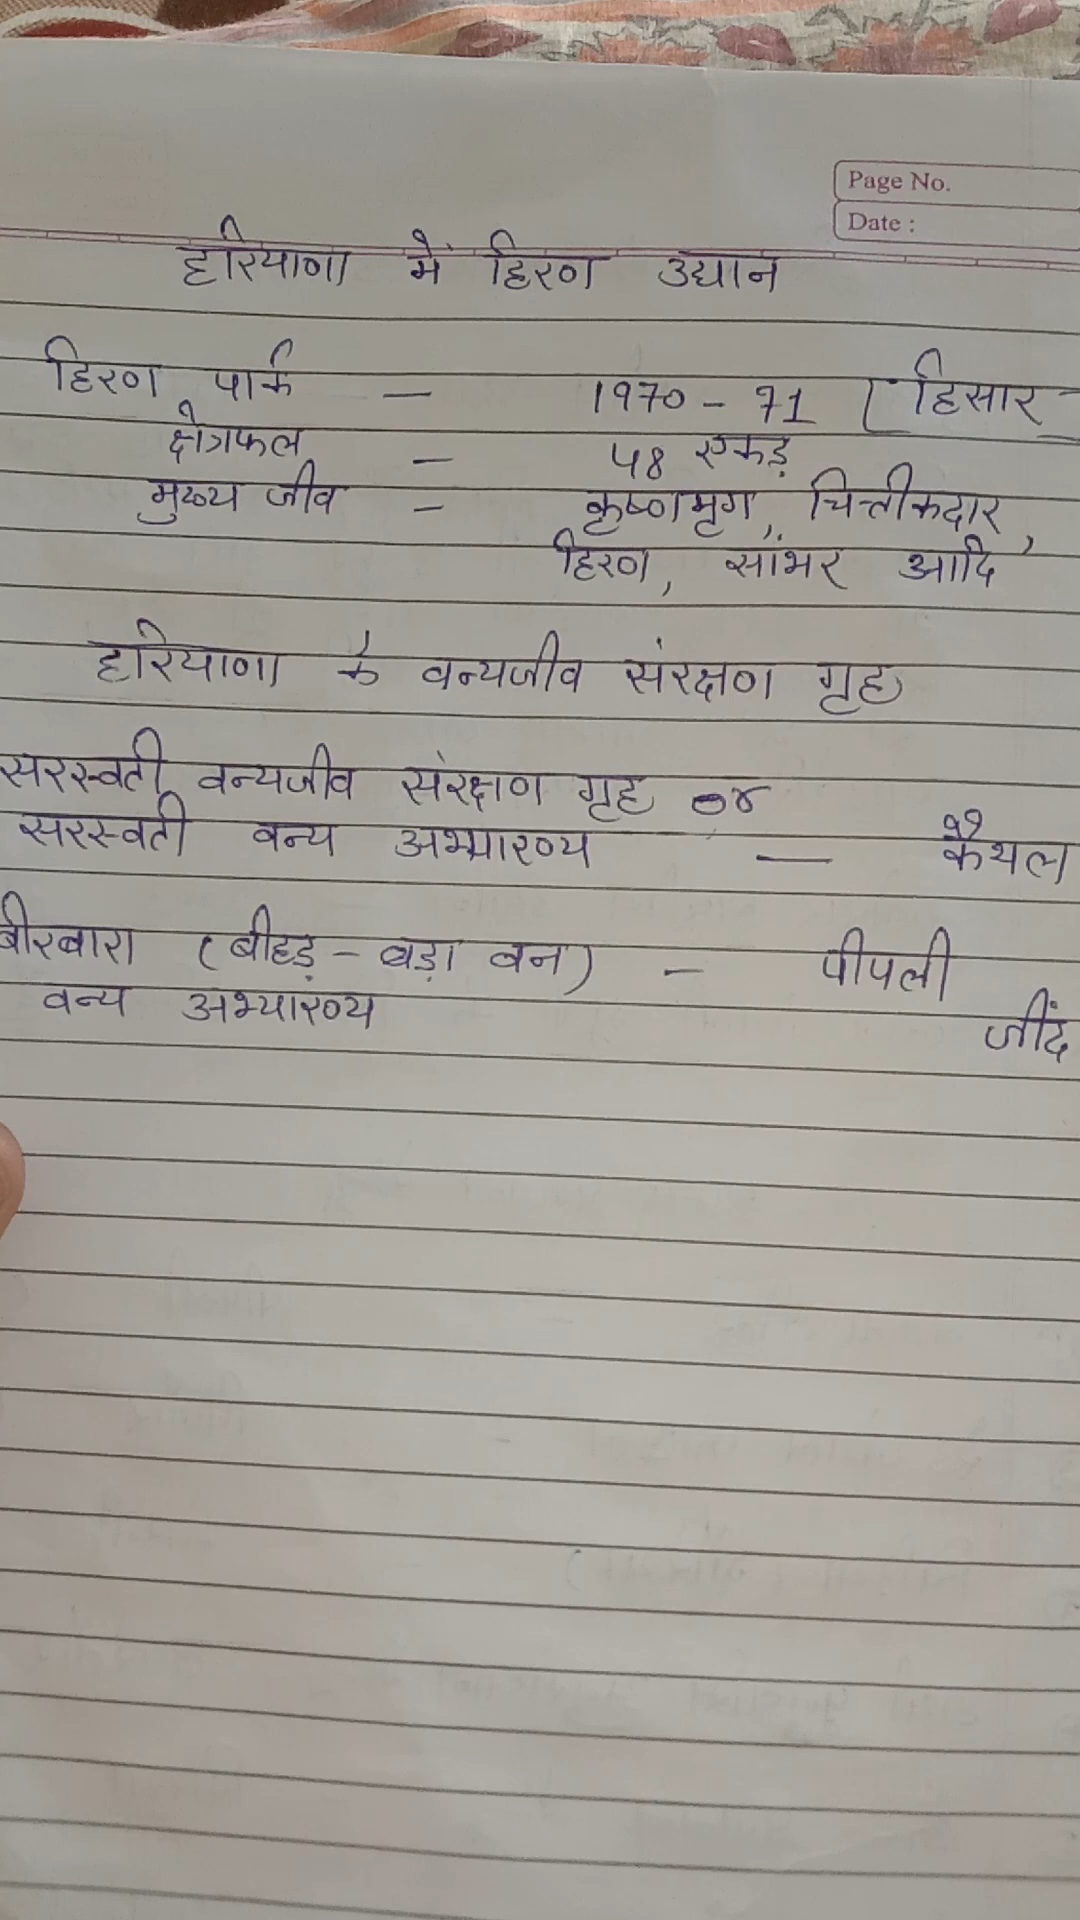 Page No.
Date :
हरियाणा में हिरण उद्यान
हिरण पार्क — 1970 - 71 (हिसार
क्षेत्रफल — 48 एकड़
मुख्य जीव - कृष्णमृग, चित्तीकदार,
हिरण, सांभर आदि
हरियाणा के वन्यजीव संरक्षण गृह
सरस्वती वन्यजीव संरक्षण गृह or
सरस्वती वन्य अभ्यारण्य — कैथल
बीरबारा (बीहड़ - बड़ा वन) - पीपली
वन्य अभ्यारण्य जींद